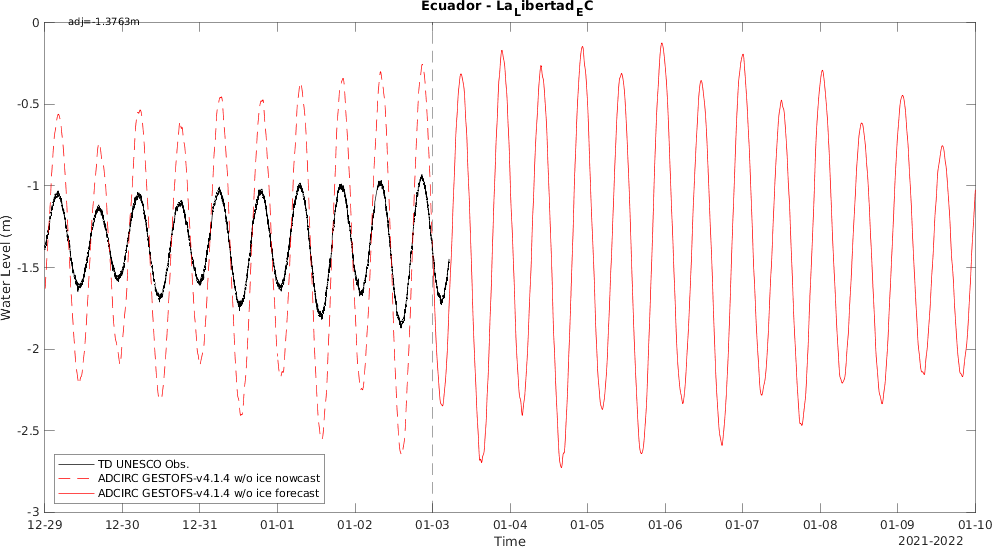 Ecuador - LaLibertadEC
adj=-1.3763m
0
-0.5
-1
-1.5
-2
-2.5
-3
Water Level (m)
TD UNESCO Obs.
ADCIRC GESTOFS-v4.1.4 w/o ice nowcast
ADCIRC GESTOFS-v4.1.4 w/o ice forecast
12-29 12-30 12-31 01-01 01-02 01-03 01-04 01-05 01-06 01-07 01-08 01-09 01-10
Time
2021-2022